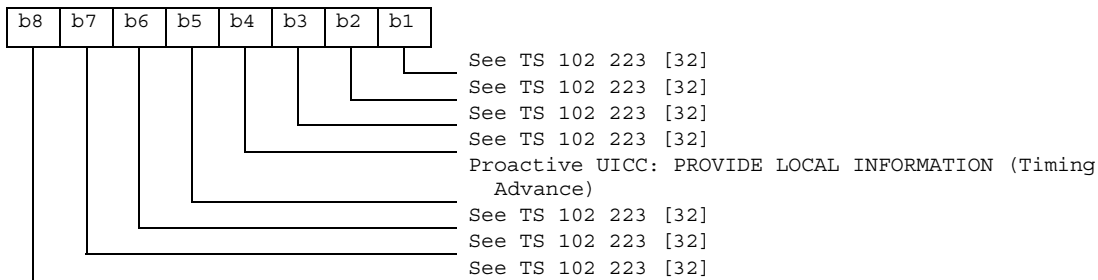 b8 b7 b6 b5 b4 b3 b2 b1
See TS 102 223 [32]
See TS 102 223 [32]
See TS 102 223 [32]
See TS 102 223 [32]
Proactive UICC: PROVIDE LOCAL INFORMATION (Timing
Advance)
See TS 102 223 [32]
See TS 102 223 [32]
See TS 102 223 [32]